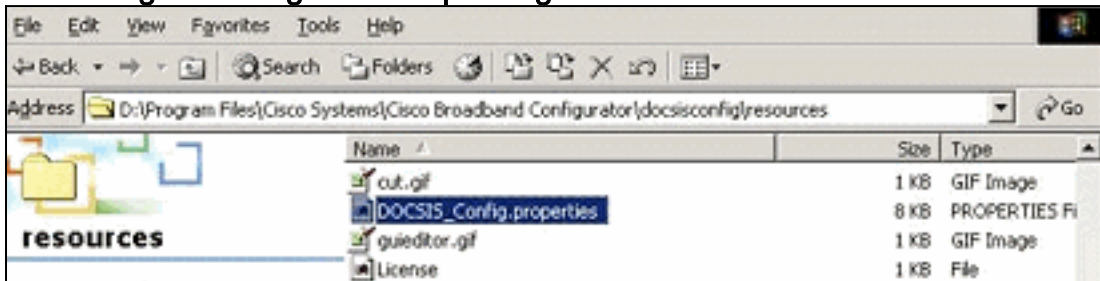 File Edit View Favorites Tools Help
Back Search Folders
Address D:\Program Files\Cisco Systems\Cisco Broadband Configurator\docsisconfig\resources Go
Name Size Type
cut.gif 1 KB GIF Image
DOCSIS_Config.properties 8 KB PROPERTIES Fi
guieditor.gif 1 KB GIF Image
License 1 KB File
resources